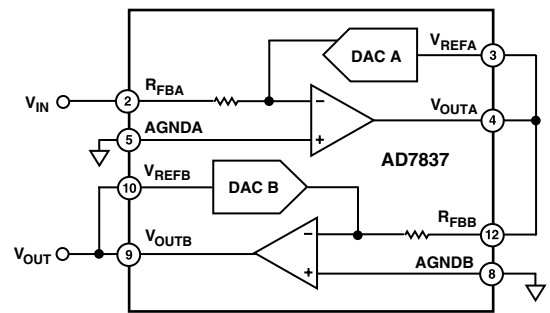 DAC A
VREFA
3
VIN
2
RFBA
−
VOUTA
4
5
AGNDA
+
AD7837
10
VREFB
DAC B
RFBB
12
VOUT
9
VOUTB
−
AGNDB
8
+